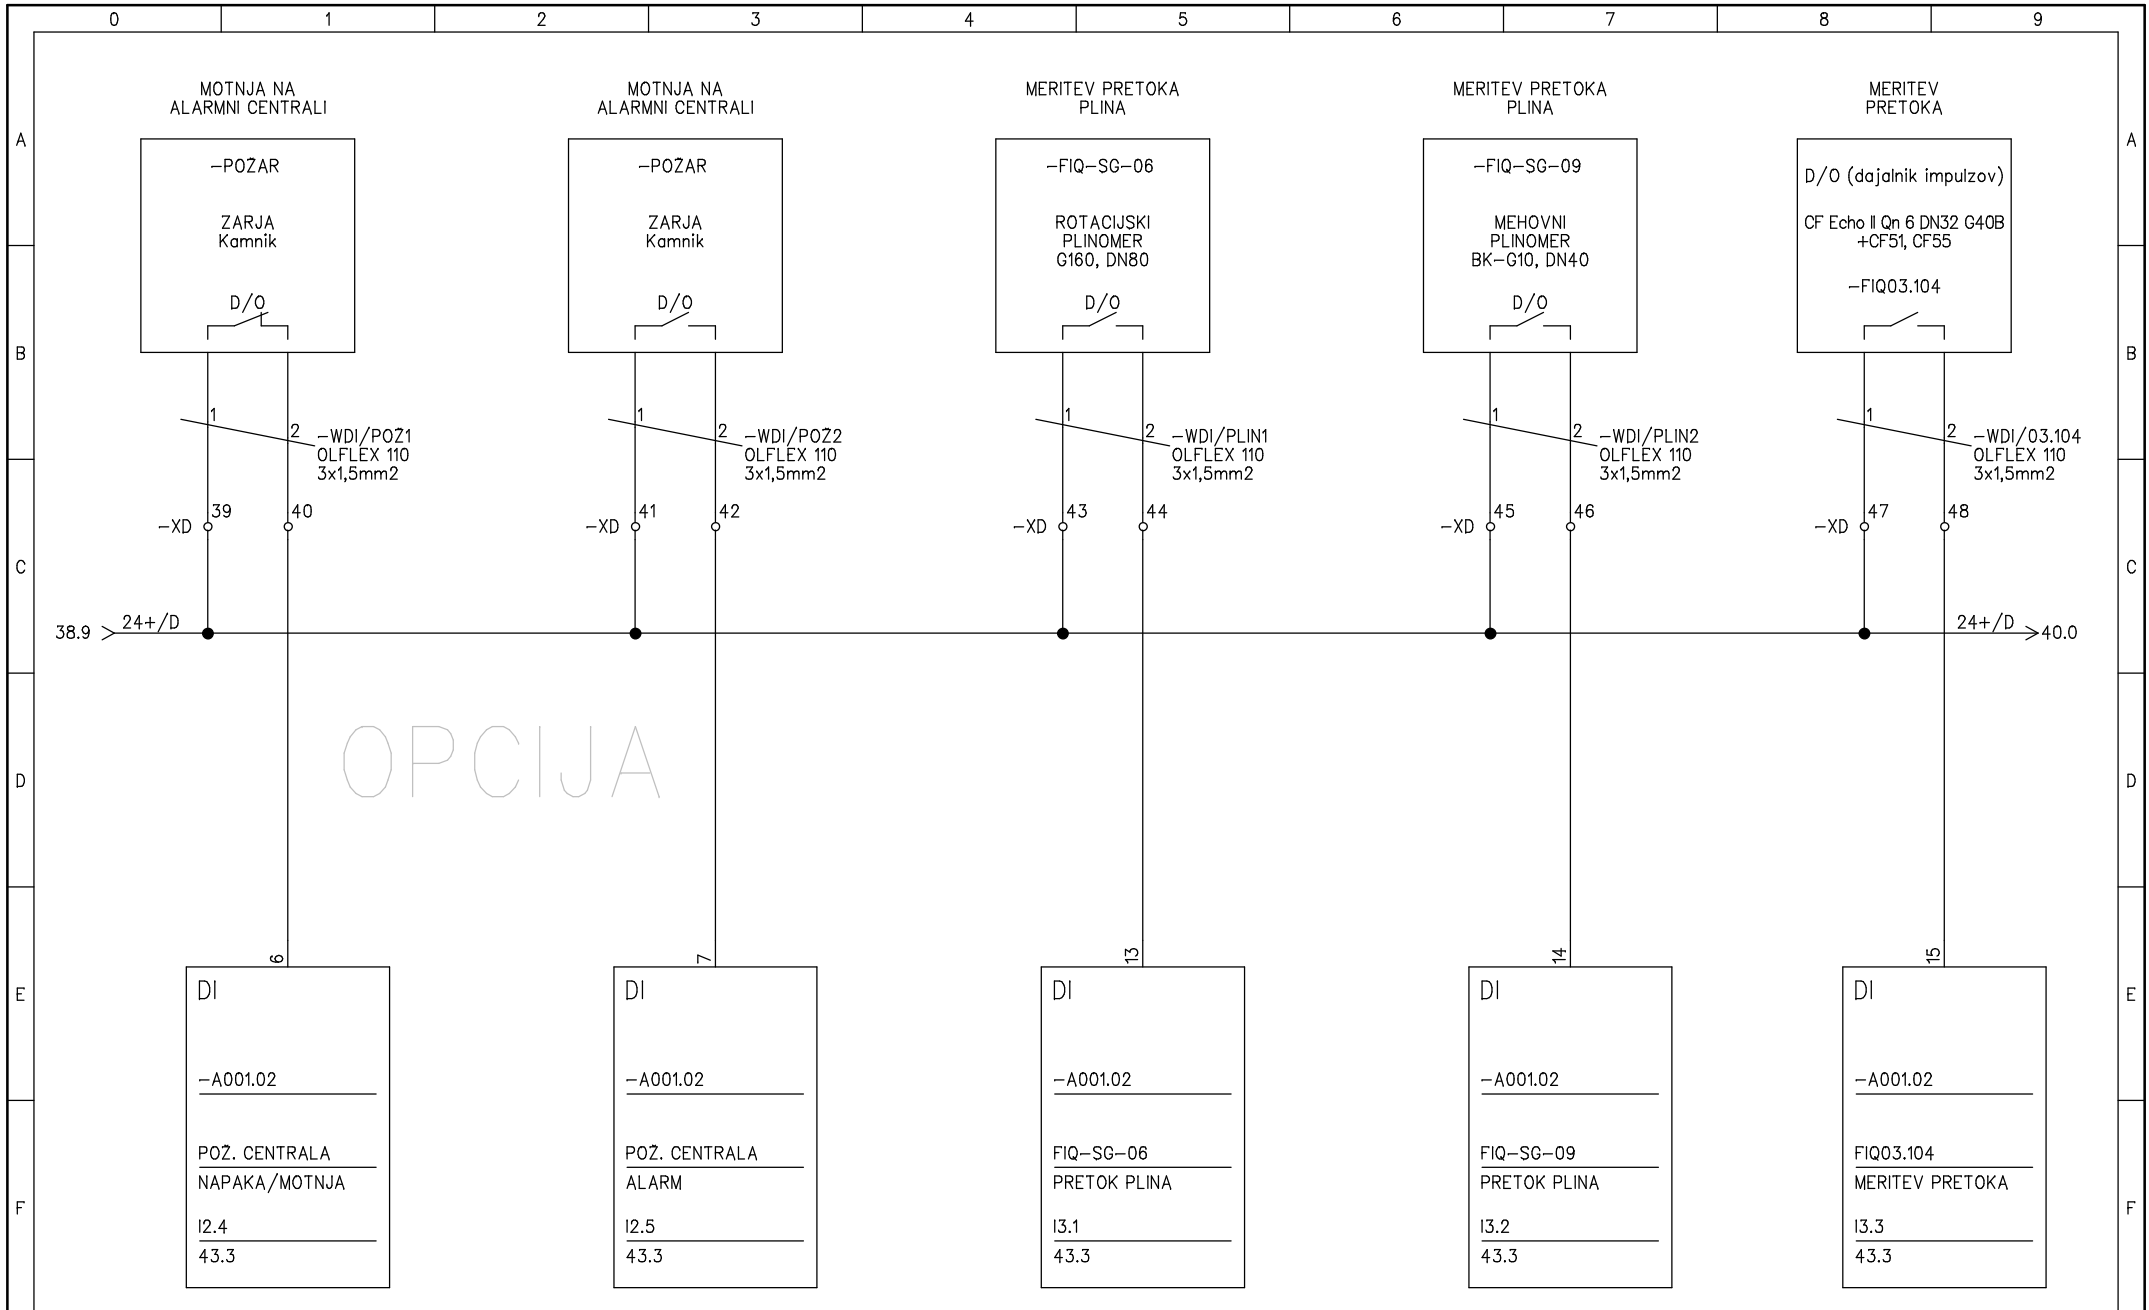 0 1 2 3 4 5 6 7 8 9
MOTNJA NA
ALARMNI CENTRALI
MOTNJA NA
ALARMNI CENTRALI
MERITEV PRETOKA
PLINA
MERITEV PRETOKA
PLINA
MERITEV
PRETOKA
A
A
-POŽAR
ZARJA
Kamnik
D/O
-POŽAR
ZARJA
Kamnik
D/O
-FIQ-SG-06
ROTACIJSKI
PLINOMER
G160, DN80
D/O
-FIQ-SG-09
MEHOVNI
PLINOMER
BK-G10, DN40
D/O
D/O (dajalnik impulzov)
CF Echo II Qn 6 DN32 G40B
+CF51, CF55
-FIQ03.104
B
B
1
2
-WDI/POŽ1
OLFLEX 110
3x1,5mm2
1
2
-WDI/POŽ2
OLFLEX 110
3x1,5mm2
1
2
-WDI/PLIN1
OLFLEX 110
3x1,5mm2
1
2
-WDI/PLIN2
OLFLEX 110
3x1,5mm2
1
2
-WDI/03.104
OLFLEX 110
3x1,5mm2
-XD 39 40
-XD 41 42
-XD 43 44
-XD 45 46
-XD 47 48
C
C
38.9 24+/D
24+/D 40.0
OPCIJA
D
D
6
7
13
14
15
E
E
DI
-A001.02
POŽ. CENTRALA
NAPAKA/MOTNJA
I2.4
43.3
DI
-A001.02
POŽ. CENTRALA
ALARM
I2.5
43.3
DI
-A001.02
FIQ-SG-06
PRETOK PLINA
I3.1
43.3
DI
-A001.02
FIQ-SG-09
PRETOK PLINA
I3.2
43.3
DI
-A001.02
FIQ03.104
MERITEV PRETOKA
I3.3
43.3
F
F